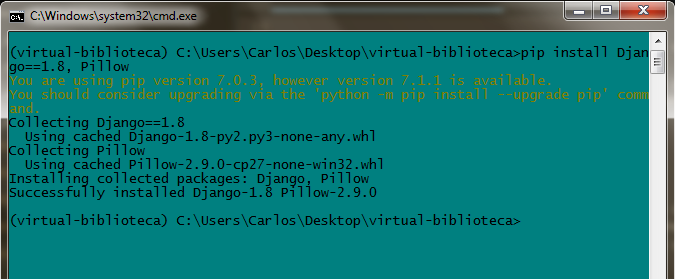 C:\Windows\system32\cmd.exe
(virtual-biblioteca) C:\Users\Carlos\Desktop\virtual-biblioteca>pip install Djan
go==1.8, Pillow
You are using pip version 7.0.3, however version 7.1.1 is available.
You should consider upgrading via the 'python -m pip install --upgrade pip' comm
and.
Collecting Django==1.8
  Using cached Django-1.8-py2.py3-none-any.whl
Collecting Pillow
  Using cached Pillow-2.9.0-cp27-none-win32.whl
Installing collected packages: Django, Pillow
Successfully installed Django-1.8 Pillow-2.9.0
(virtual-biblioteca) C:\Users\Carlos\Desktop\virtual-biblioteca>